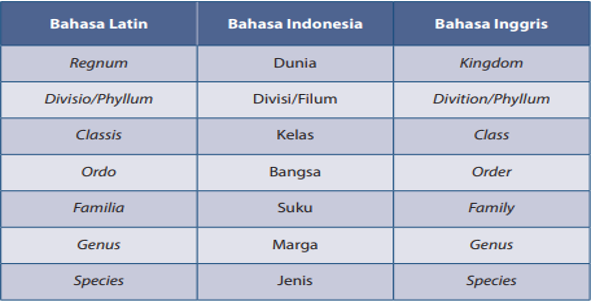 Bahasa Latin Bahasa Indonesia Bahasa Inggris
Regnum Dunia Kingdom
Divisio/Phyllum Divisi/Filum Divition/Phyllum
Classis Kelas Class
Ordo Bangsa Order
Familia Suku Family
Genus Marga Genus
Species Jenis Species